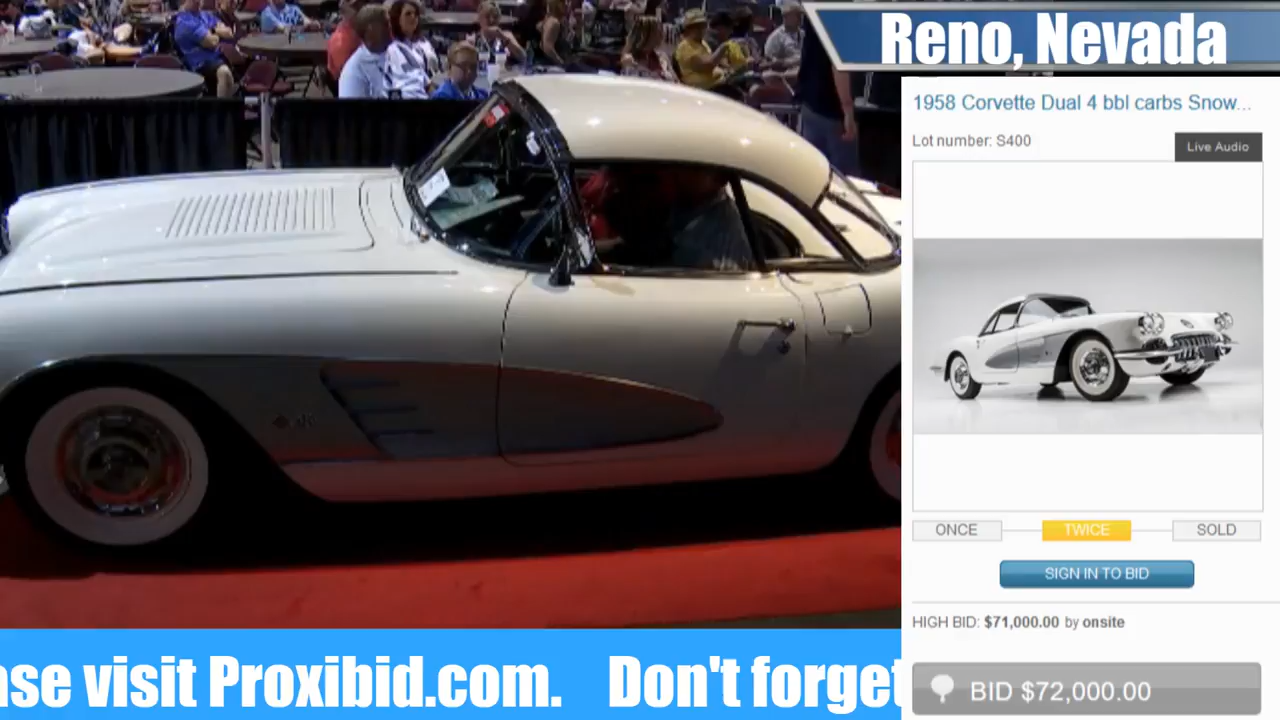 Reno, Nevada
1958 Corvette Dual 4 bbl carbs Snow...
Lot number: S400
Live Audio
ONCE
TWICE
SOLD
SIGN IN TO BID
HIGH BID: $71,000.00 by onsite
BID $72,000.00
ase visit Proxibid.com. Don't forget